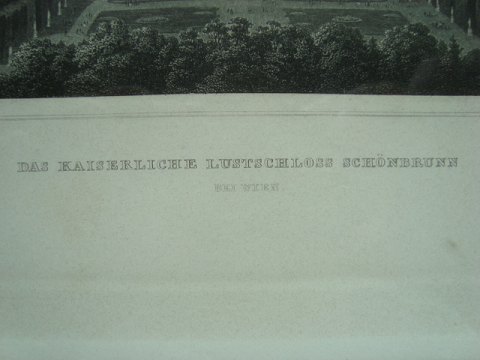 DAS KAISERLICHE LUSTSCHLOSS SCHÖNBRUNN
BEI WIEN